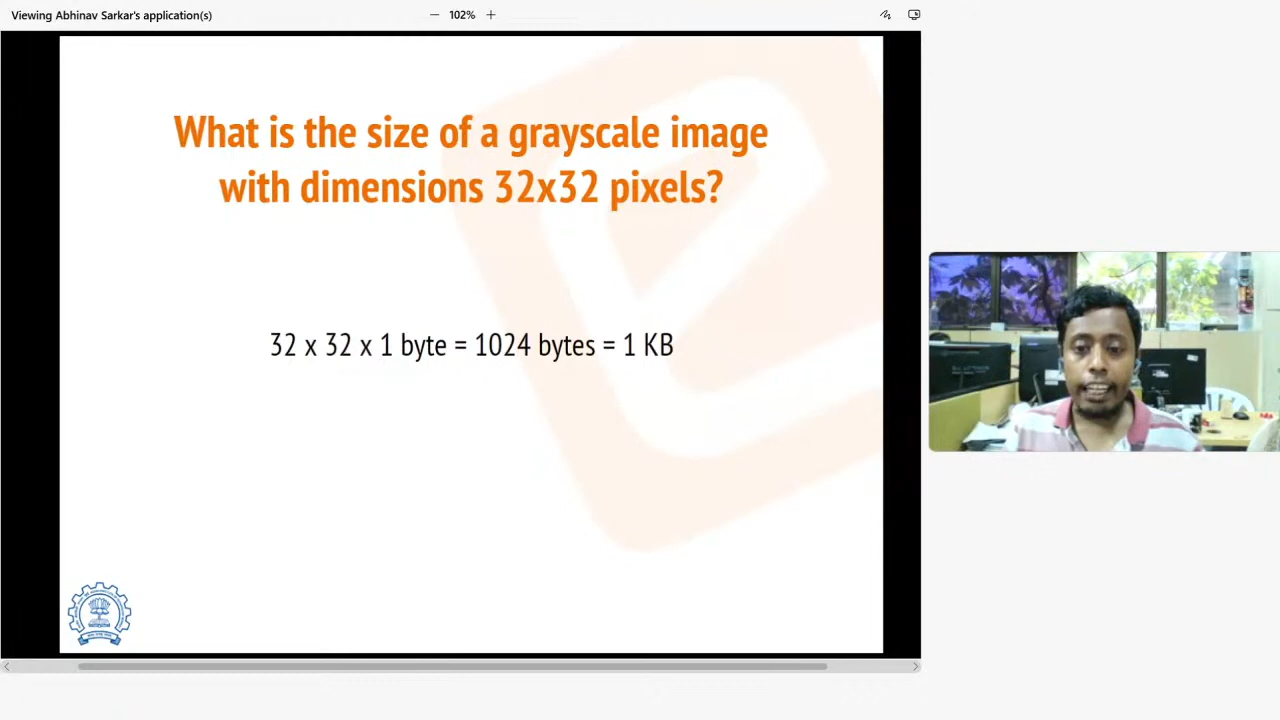 Viewing Abhinav Sarkar's application(s)
102%
What is the size of a grayscale image
with dimensions 32x32 pixels?
32 x 32 x 1 byte = 1024 bytes = 1 KB